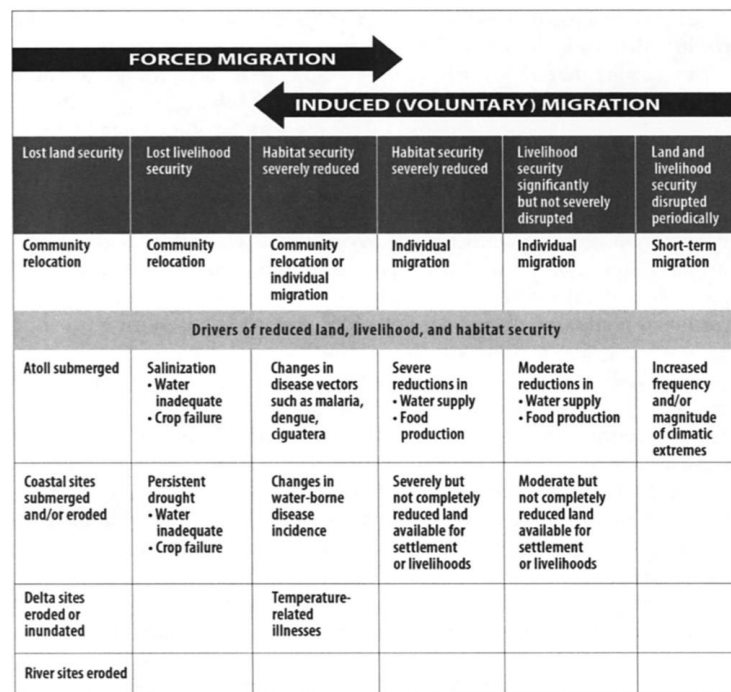 FORCED MIGRATION
INDUCED (VOLUNTARY) MIGRATION
Lost land security
Lost livelihood
security
Habitat security
severely reduced
Habitat security
severely reduced
Livelihood
security
significantly
but not severely
disrupted
Land and
livelihood
security
disrupted
periodically
Community
relocation
Community
relocation
Community
relocation or
individual
migration
Individual
migration
Individual
migration
Short-term
migration
Drivers of reduced land, livelihood, and habitat security
Atoll submerged
Salinization
• Water
inadequate
• Crop failure
Changes in
disease vectors
such as malaria,
dengue,
ciguatera
Severe
reductions in
• Water supply
• Food
production
Moderate
reductions in
• Water supply
• Food production
Increased
frequency
and/or
magnitude
of climatic
extremes
Coastal sites
submerged
and/or eroded
Persistent
drought
• Water
inadequate
• Crop failure
Changes in
water-borne
disease
incidence
Severely but
not completely
reduced land
available for
settlement
or livelihoods
Moderate but
not completely
reduced land
available for
settlement
or livelihoods
Delta sites
eroded or
inundated
Temperature-
related
illnesses
River sites eroded